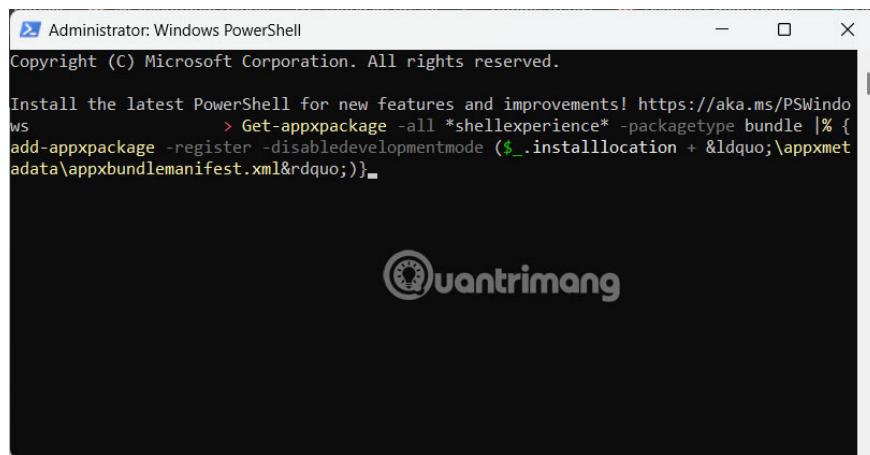 Administrator: Windows PowerShell
Copyright (C) Microsoft Corporation. All rights reserved.
Install the latest PowerShell for new features and improvements! https://aka.ms/PSWindo
ws > Get-appxpackage -all *shellexperience* -packagetype bundle |% {
add-appxpackage -register -disabledevelopmentmode ($_.installlocation + &ldquo;\appxmet
adata\appxbundlemanifest.xml&rdquo;)}
Quantrimang